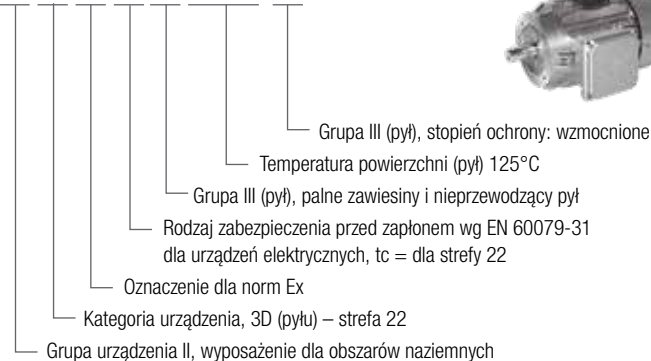 Grupa III (pył), stopień ochrony: wzmocnione
Temperatura powierzchni (pył) 125°C
Grupa III (pył), palne zawiesiny i nieprzewodzący pył
Rodzaj zabezpieczenia przed zapłonem wg EN 60079-31
dla urządzeń elektrycznych, tc = dla strefy 22
Oznaczenie dla norm Ex
Kategoria urządzenia, 3D (pyłu) – strefa 22
Grupa urządzenia II, wyposażenie dla obszarów naziemnych